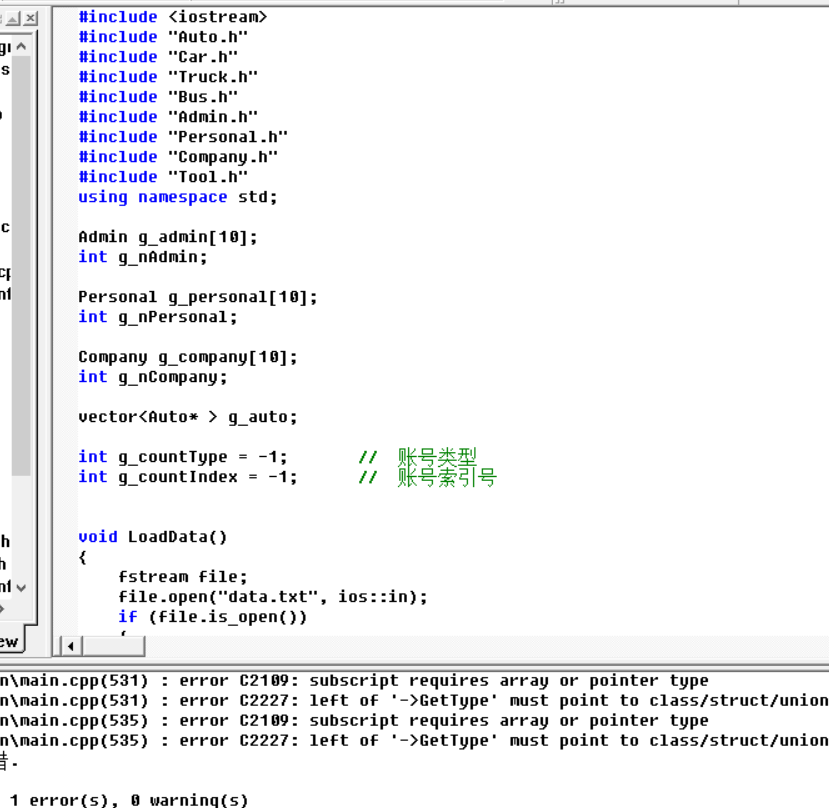 #include <iostream>
#include "Auto.h"
#include "Car.h"
#include "Truck.h"
#include "Bus.h"
#include "Admin.h"
#include "Personal.h"
#include "Company.h"
#include "Tool.h"
using namespace std;
Admin g_admin[10];
int g_nAdmin;
Personal g_personal[10];
int g_nPersonal;
Company g_company[10];
int g_nCompany;
vector<Auto* > g_auto;
int g_countType = -1;       //  账号类型
int g_countIndex = -1;      //  账号索引号
void LoadData()
{
    fstream file;
    file.open("data.txt", ios::in);
    if (file.is_open())
ew
n\main.cpp(531) : error C2109: subscript requires array or pointer type
n\main.cpp(531) : error C2227: left of '->GetType' must point to class/struct/union
n\main.cpp(535) : error C2109: subscript requires array or pointer type
n\main.cpp(535) : error C2227: left of '->GetType' must point to class/struct/union
1 error(s), 0 warning(s)